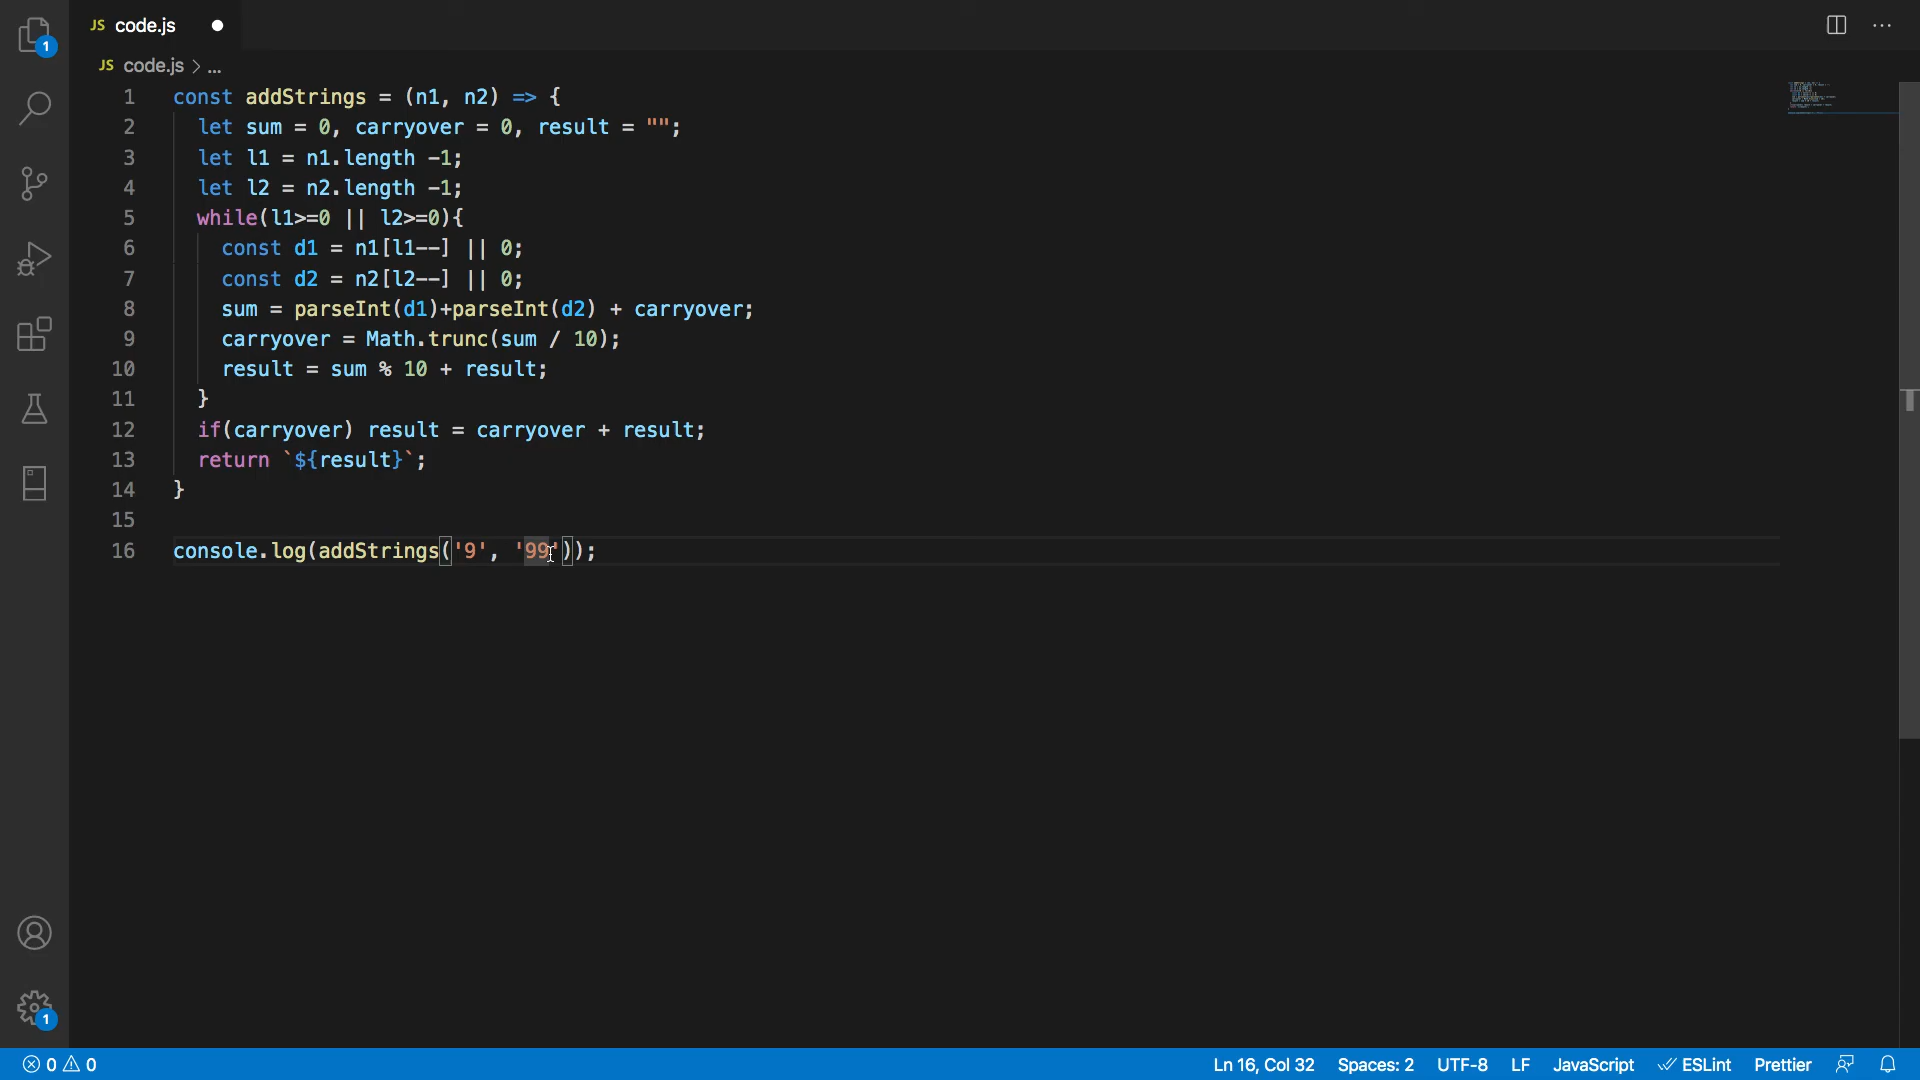 1
JS code.js
JS code.js > ...
1 const addStrings = (n1, n2) => {
2 let sum = 0, carryover = 0, result = "";
3 let l1 = n1.length -1;
4 let l2 = n2.length -1;
5 while(l1>=0 || l2>=0){
6 const d1 = n1[l1--] || 0;
7 const d2 = n2[l2--] || 0;
8 sum = parseInt(d1)+parseInt(d2) + carryover;
9 carryover = Math.trunc(sum / 10);
10 result = sum % 10 + result;
11 }
12 if(carryover) result = carryover + result;
13 return `${result}`;
14 }
15
16 console.log(addStrings('9', '99'));
1
0 0 Ln 16, Col 32 Spaces: 2 UTF-8 LF JavaScript ESLint Prettier